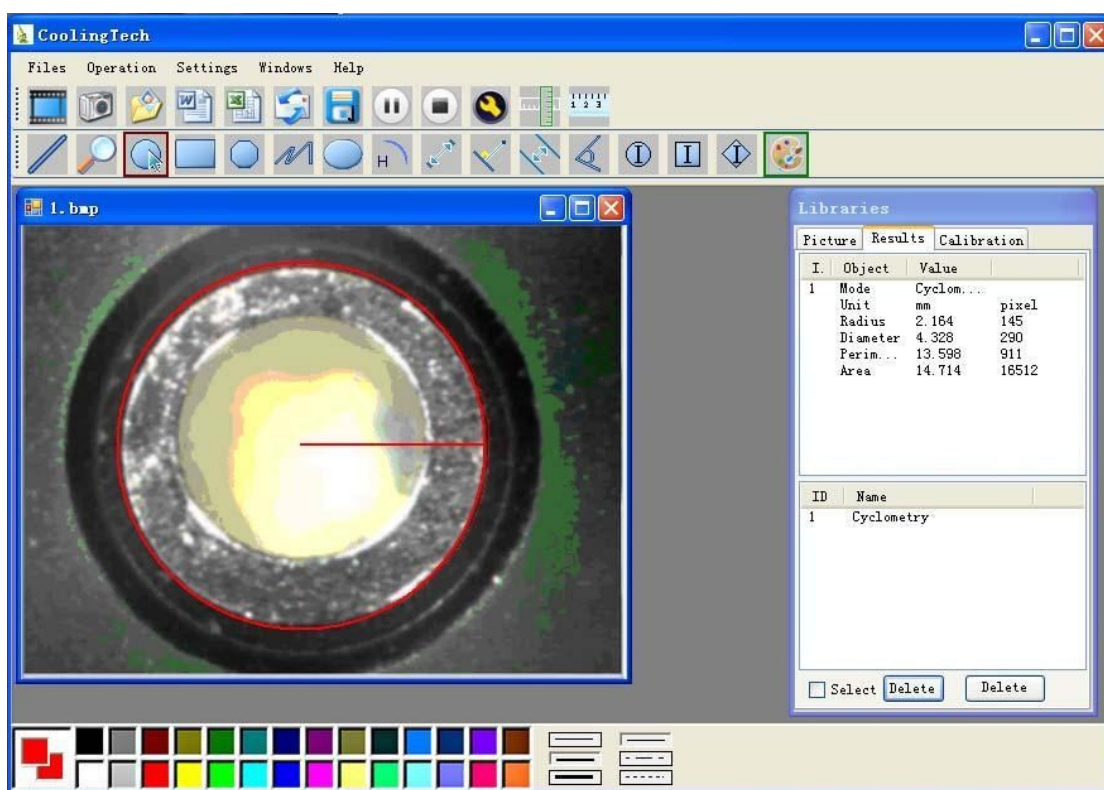 CoolingTech
Files Operation Settings Windows Help
1 2 3
H
1.bmp
Libraries
Picture Results Calibration
I. Object Value
1 Mode Cyclom...
Unit mm pixel
Radius 2.164 145
Diameter 4.328 290
Perim... 13.598 911
Area 14.714 16512
ID Name
1 Cyclometry
Select Delete Delete